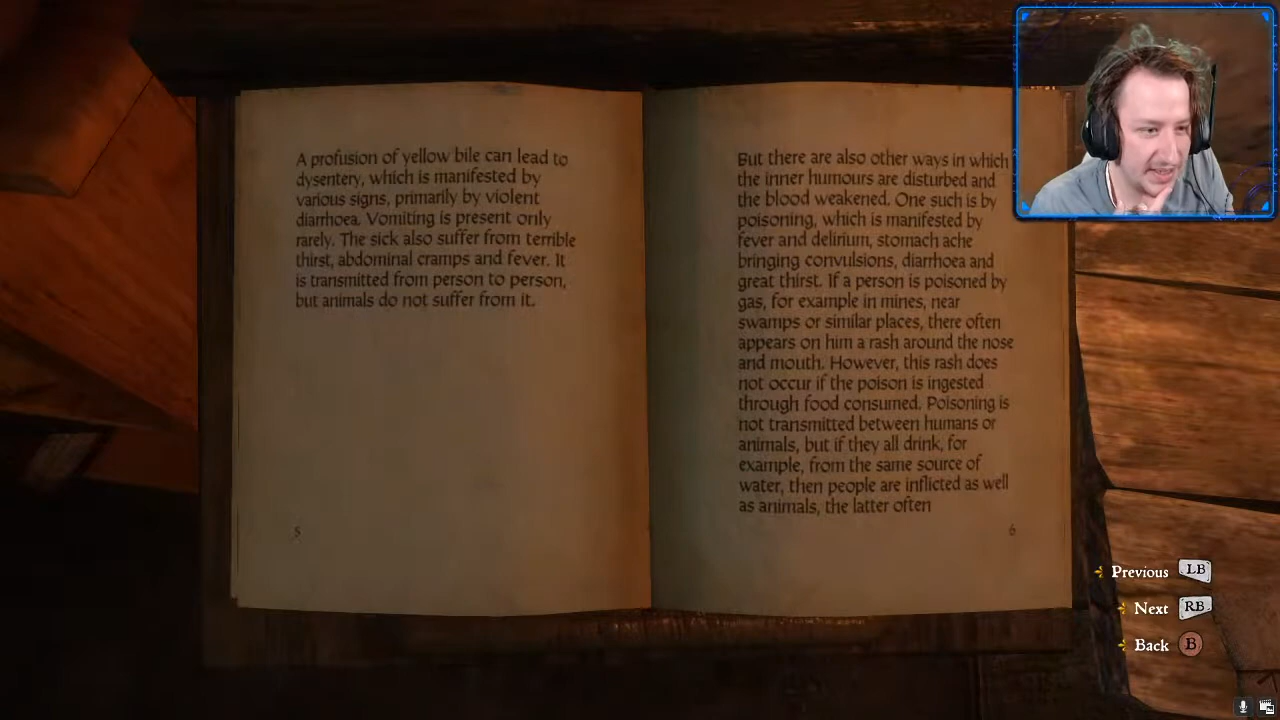 A profusion of yellow bile can lead to
dysentery, which is manifested by
various signs, primarily by violent
diarrhoea. Vomiting is present only
rarely. The sick also suffer from terrible
thirst, abdominal cramps and fever. It
is transmitted from person to person,
but animals do not suffer from it.
5
But there are also other ways in which
the inner humours are disturbed and
the blood weakened. One such is by
poisoning, which is manifested by
fever and delirium, stomach ache
bringing convulsions, diarrhoea and
great thirst. If a person is poisoned by
gas, for example in mines, near
swamps or similar places, there often
appears on him a rash around the nose
and mouth. However, this rash does
not occur if the poison is ingested
through food consumed. Poisoning is
not transmitted between humans or
animals, but if they all drink, for
example, from the same source of
water, then people are inflicted as well
as animals, the latter often
6
Previous LB
Next RB
Back B